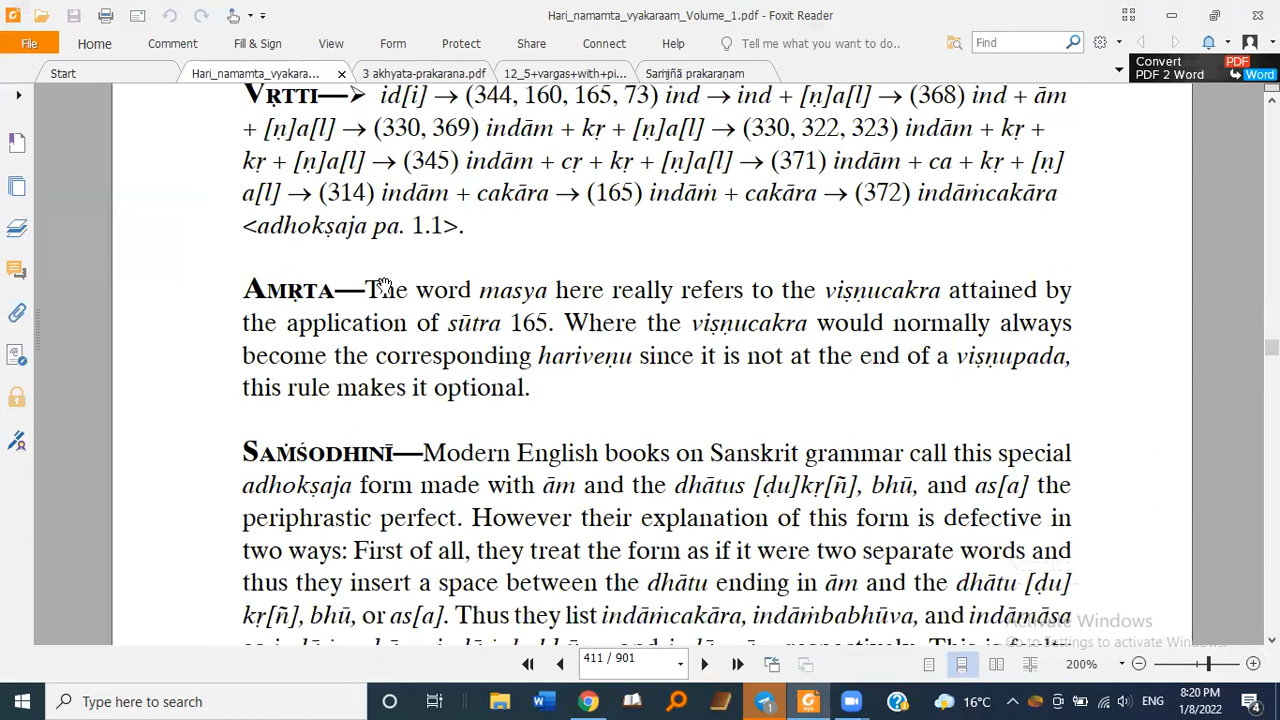 Hari_namamta_vyakaraam_Volume_1.pdf - Foxit Reader
File Home Comment Fill & Sign View Form Protect Share Connect Help Tell me what you want to do.. Find
Start Hari_namamta_vyakara... 3 akhyata-prakarana.pdf 12_5+vargas+with+pi... Saṁjñā prakaraṇam
Convert PDF
PDF 2 Word Word
VṚTTI—➢ id[i] → (344, 160, 165, 73) ind → ind + [ṇ]a[l] → (368) ind + ām
+ [ṇ]a[l] → (330, 369) indām + kṛ + [ṇ]a[l] → (330, 322, 323) indām + kṛ +
kṛ + [ṇ]a[l] → (345) indām + cṛ + kṛ + [ṇ]a[l] → (371) indām + ca + kṛ + [ṇ]
a[l] → (314) indām + cakāra → (165) indāṁ + cakāra → (372) indāṁcakāra
<adhokṣaja pa. 1.1>.
AMṚTA—The word masya here really refers to the viṣṇucakra attained by
the application of sūtra 165. Where the viṣṇucakra would normally always
become the corresponding hariveṇu since it is not at the end of a viṣṇupada,
this rule makes it optional.
SAṀŚODHINĪ—Modern English books on Sanskrit grammar call this special
adhokṣaja form made with ām and the dhātus [ḍu]kṛ[ñ], bhū, and as[a] the
periphrastic perfect. However their explanation of this form is defective in
two ways: First of all, they treat the form as if it were two separate words and
thus they insert a space between the dhātu ending in ām and the dhātu [ḍu]
kṛ[ñ], bhū, or as[a]. Thus they list indāṁcakāra, indāṁbabhūva, and indāmāsa
Activate Windows
Go to Settings to activate Windows.
411 / 901
200%
Type here to search
16°C
ENG
8:20 PM
1/8/2022